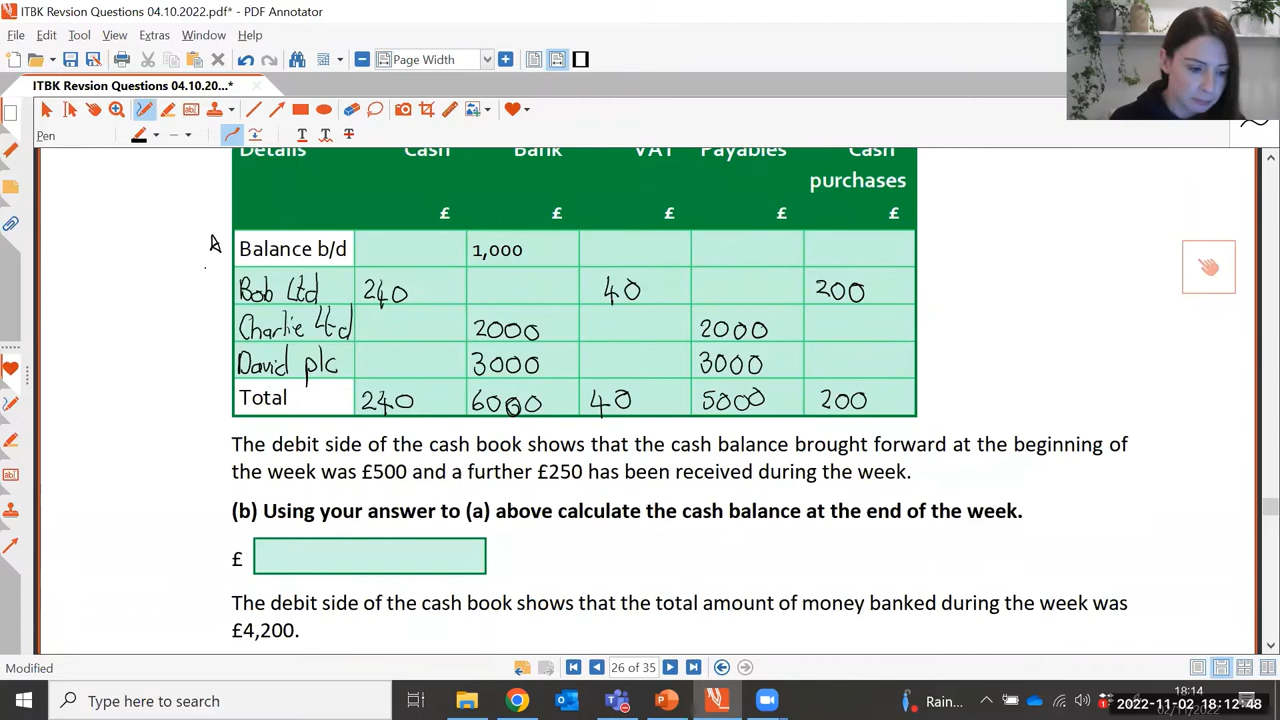 ITBK Revsion Questions 04.10.2022.pdf* - PDF Annotator
File Edit Tool View Extras Window Help
Page Width
ITBK Revsion Questions 04.10.20...*
Pen
Details Cash Bank VAT Payables Cash
purchases
£ £ £ £ £
A Balance b/d 1,000
Bob Ltd 240 40 200
Charlie Ltd 2000 2000
David plc 3000 3000
Total 240 6000 40 5000 200
The debit side of the cash book shows that the cash balance brought forward at the beginning of
the week was £500 and a further £250 has been received during the week.
(b) Using your answer to (a) above calculate the cash balance at the end of the week.
£
The debit side of the cash book shows that the total amount of money banked during the week was
£4,200.
Modified 26 of 35
Type here to search Rain... 18:14
2022-11-02 18:12:48